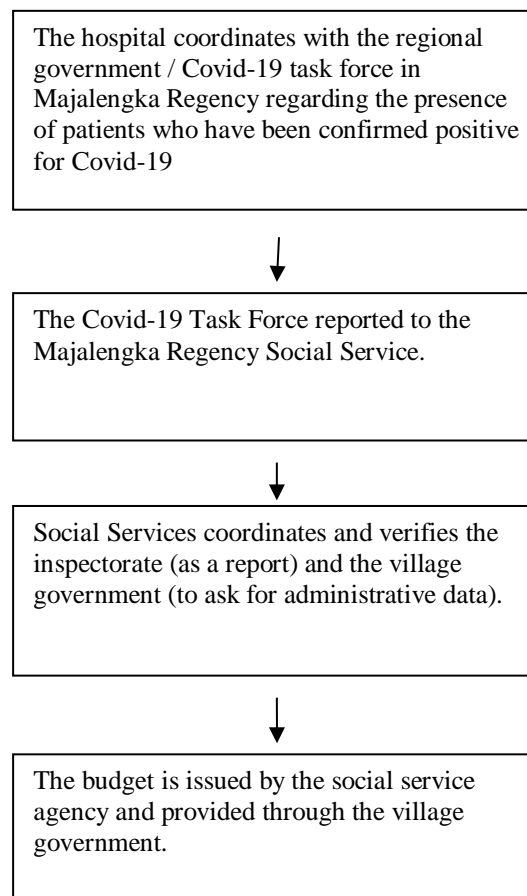 The hospital coordinates with the regional
government / Covid-19 task force in
Majalengka Regency regarding the presence
of patients who have been confirmed positive
for Covid-19
The Covid-19 Task Force reported to the
Majalengka Regency Social Service.
Social Services coordinates and verifies the
inspectorate (as a report) and the village
government (to ask for administrative data).
The budget is issued by the social service
agency and provided through the village
government.